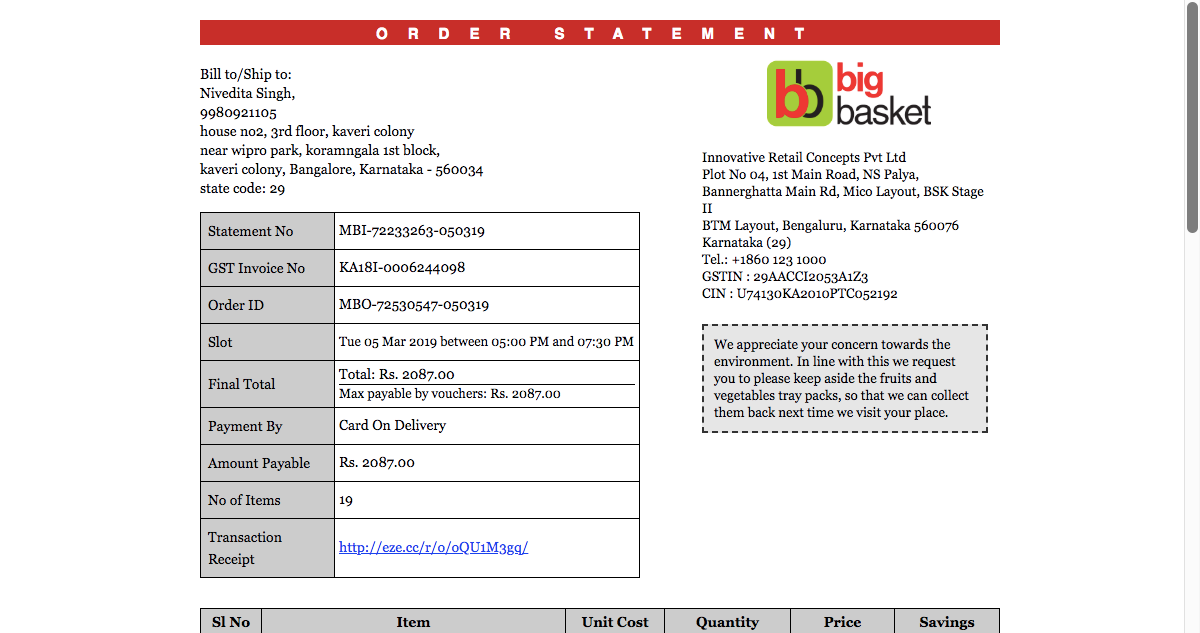 ORDER STATEMENT
Bill to/Ship to:
Nivedita Singh,
9980921105
house no2, 3rd floor, kaveri colony
near wipro park, koramngala 1st block,
kaveri colony, Bangalore, Karnataka - 560034
state code: 29
bb big
basket
Innovative Retail Concepts Pvt Ltd
Plot No 04, 1st Main Road, NS Palya,
Bannerghatta Main Rd, Mico Layout, BSK Stage
II
BTM Layout, Bengaluru, Karnataka 560076
Karnataka (29)
Tel.: +1860 123 1000
GSTIN : 29AACCI2053A1Z3
CIN : U74130KA2010PTC052192
We appreciate your concern towards the
environment. In line with this we request
you to please keep aside the fruits and
vegetables tray packs, so that we can collect
them back next time we visit your place.
Statement No MBI-72233263-050319
GST Invoice No KA18I-0006244098
Order ID MBO-72530547-050319
Slot Tue 05 Mar 2019 between 05:00 PM and 07:30 PM
Final Total Total: Rs. 2087.00
Max payable by vouchers: Rs. 2087.00
Payment By Card On Delivery
Amount Payable Rs. 2087.00
No of Items 19
Transaction
Receipt http://eze.cc/r/o/oQU1M3gq/
Sl No Item Unit Cost Quantity Price Savings